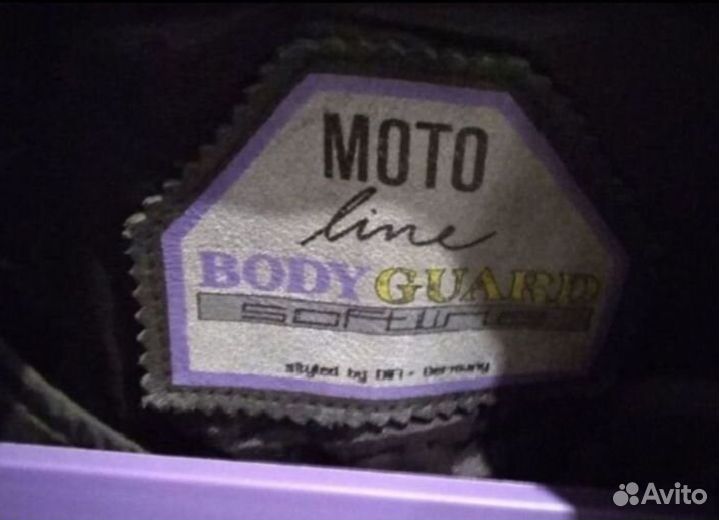 MOTO
line
BODY GUARD
softline
styled by DIFI - Germany
Avito